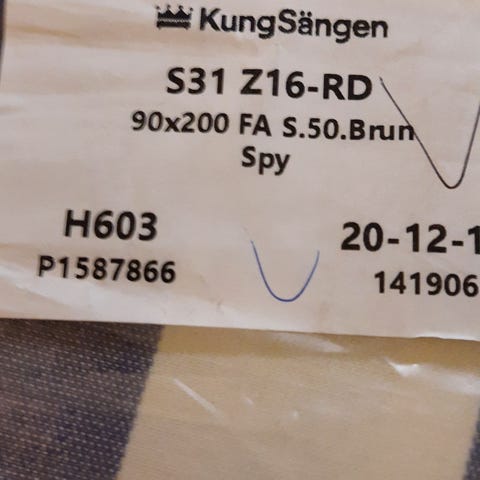 KungSängen
S31 Z16-RD
90x200 FA S.50.Brun
Spy
H603
20-12-1
P1587866
141906